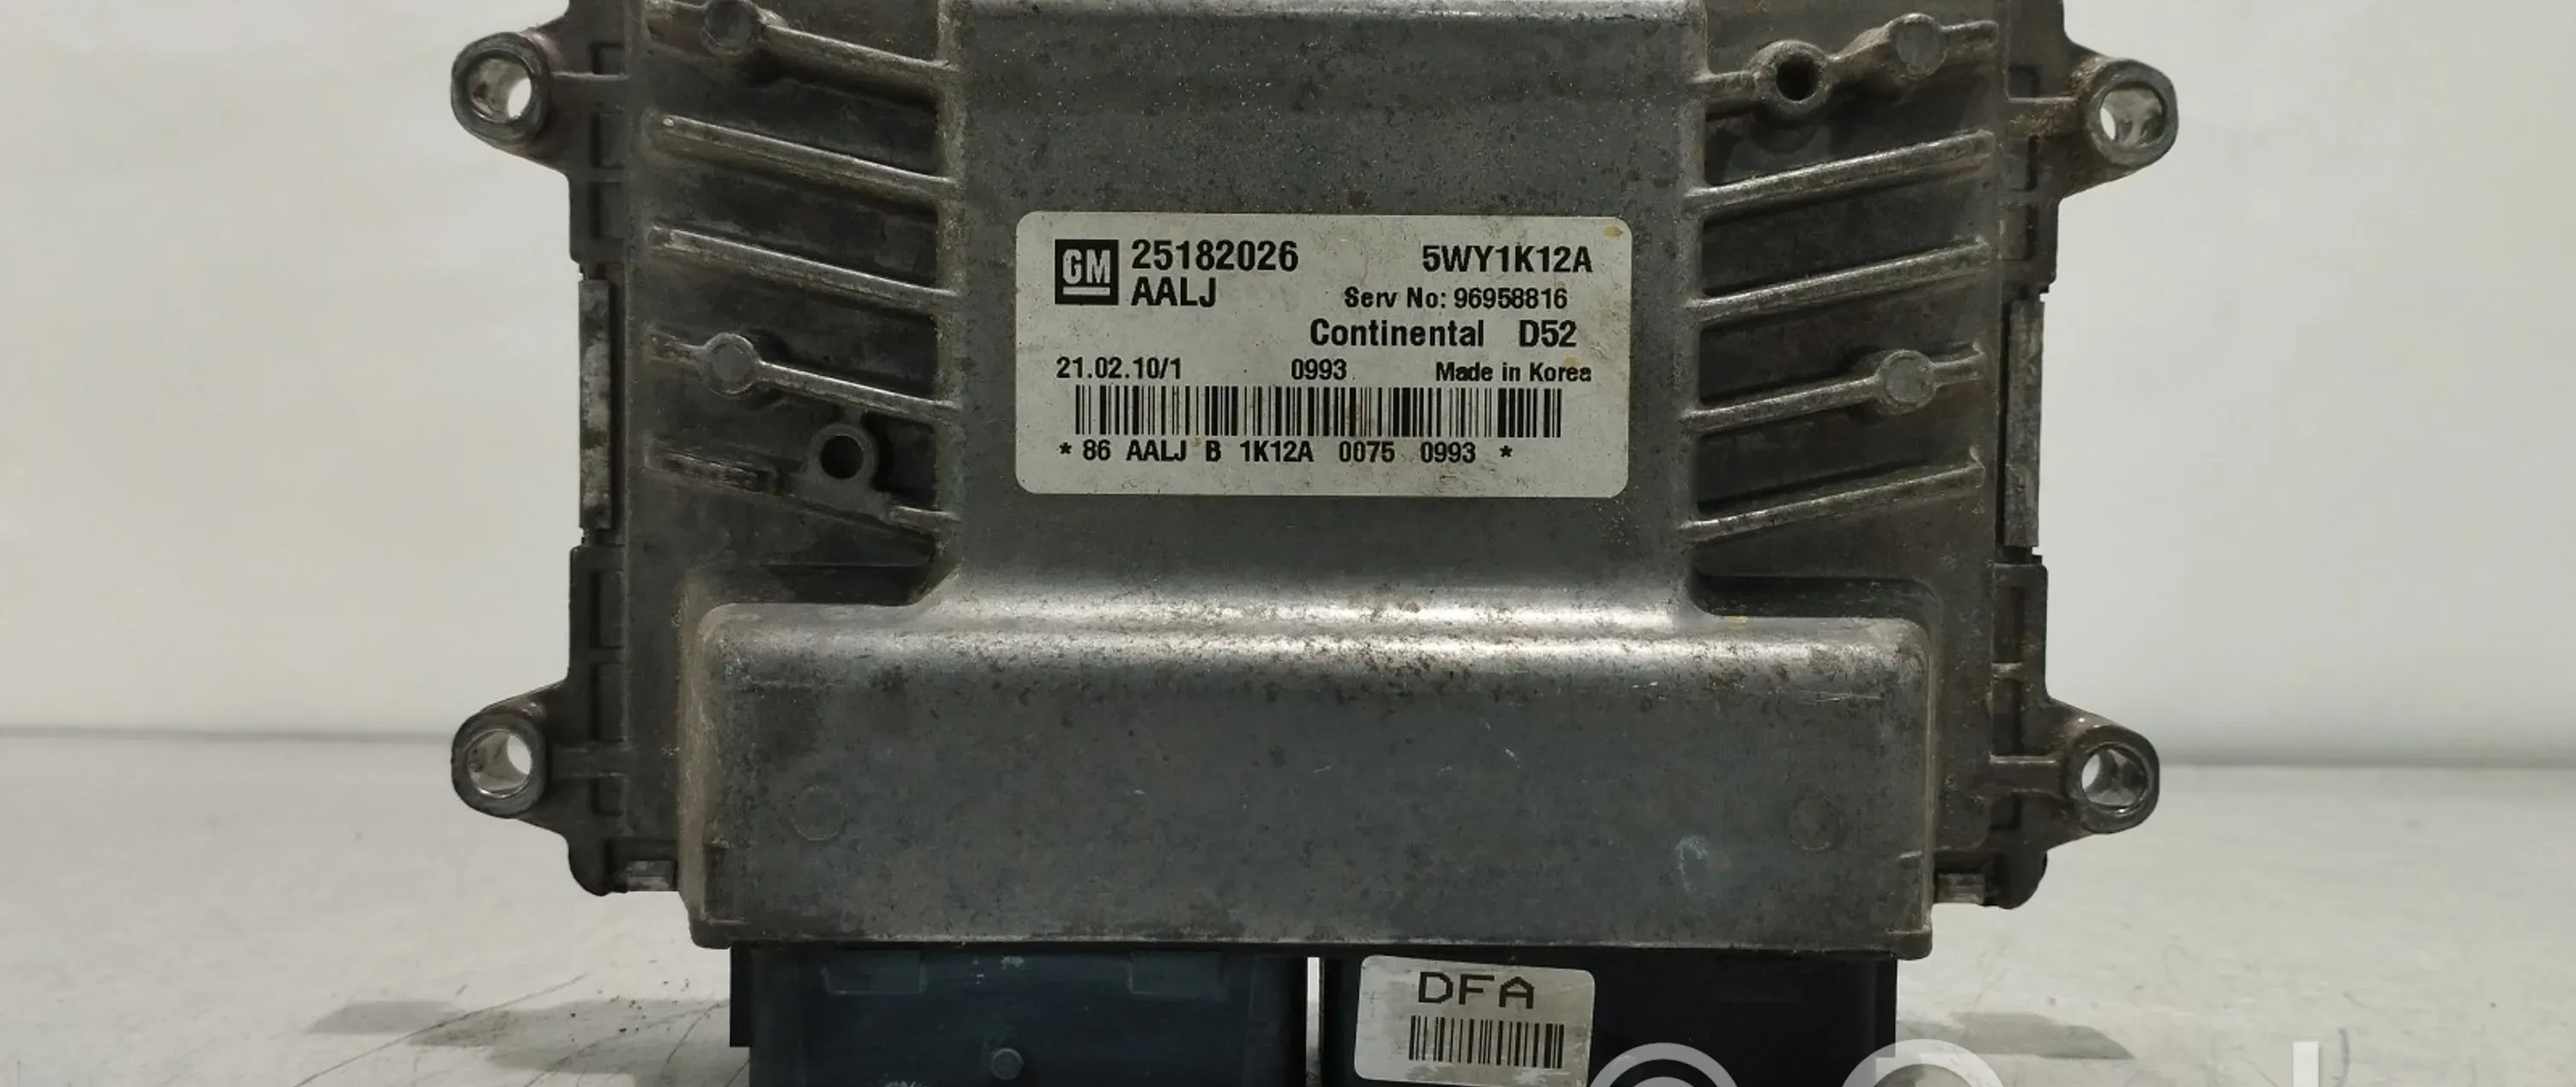 GM 25182026 5WY1K12A
AALJ Serv No: 96958816
Continental D52
21.02.10/1 0993 Made in Korea
* 86 AALJ B 1K12A 0075 0993 *
DFA